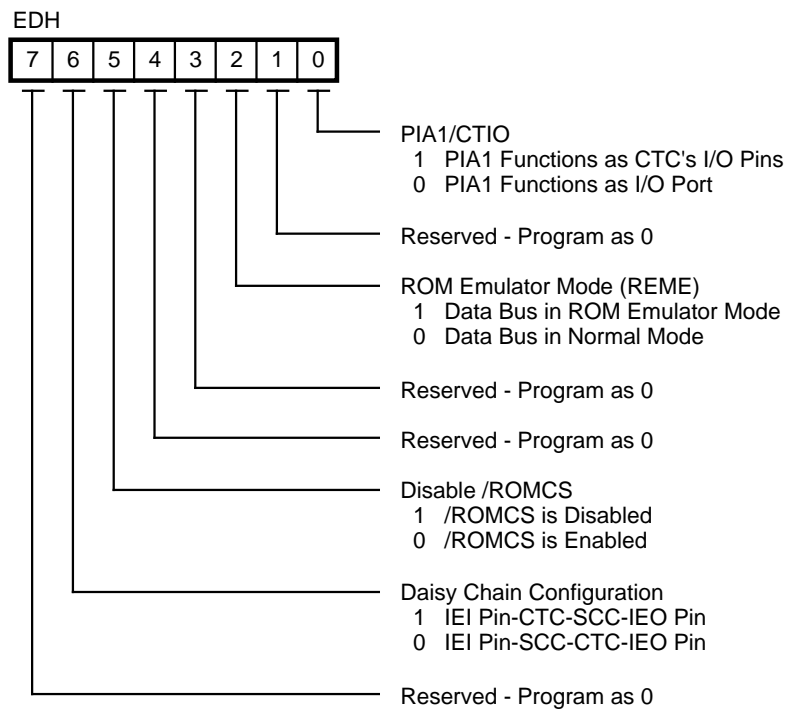 EDH
7 6 5 4 3 2 1 0
PIA1/CTIO
1 PIA1 Functions as CTC's I/O Pins
0 PIA1 Functions as I/O Port
Reserved - Program as 0
ROM Emulator Mode (REME)
1 Data Bus in ROM Emulator Mode
0 Data Bus in Normal Mode
Reserved - Program as 0
Reserved - Program as 0
Disable /ROMCS
1 /ROMCS is Disabled
0 /ROMCS is Enabled
Daisy Chain Configuration
1 IEI Pin-CTC-SCC-IEO Pin
0 IEI Pin-SCC-CTC-IEO Pin
Reserved - Program as 0